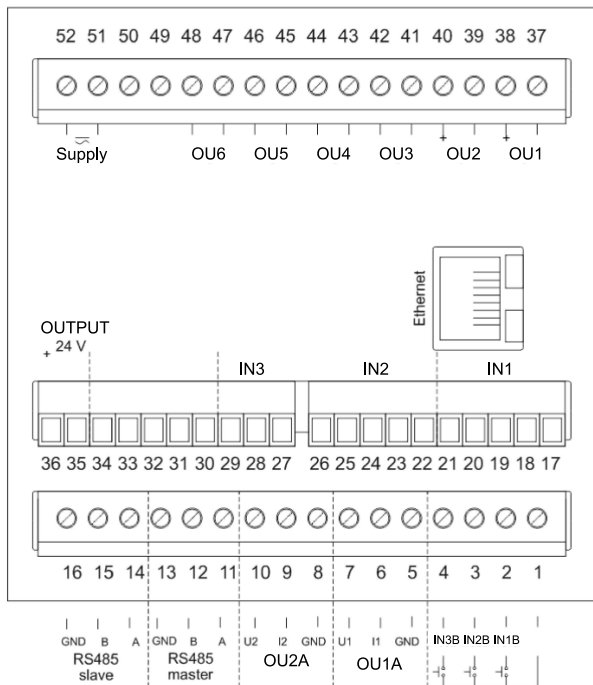 52 51 50 49 48 47 46 45 44 43 42 41 40 39 38 37
+ +
Supply OU6 OU5 OU4 OU3 OU2 OU1
Ethernet
OUTPUT
+ 24 V
IN3 IN2 IN1
36 35 34 33 32 31 30 29 28 27 26 25 24 23 22 21 20 19 18 17
16 15 14 13 12 11 10 9 8 7 6 5 4 3 2 1
GND B A GND B A U2 I2 GND U1 I1 GND IN3B IN2B IN1B
RS485 slave RS485 master OU2A OU1A